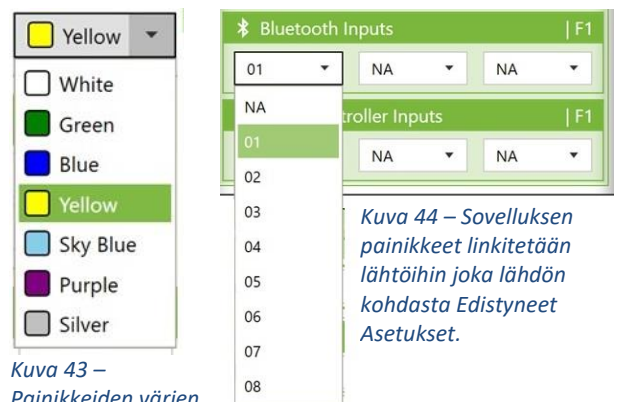 Yellow
White
Green
Blue
Yellow
Sky Blue
Purple
Silver
Kuva 43 –
Painikkeiden värien
Bluetooth Inputs | F1
01 NA NA
troller Inputs | F1
NA NA
NA
01
02
03
04
05
06
07
08
Kuva 44 – Sovelluksen
painikkeet linkitetään
lähtöihin joka lähdön
kohdasta Edistyneet
Asetukset.